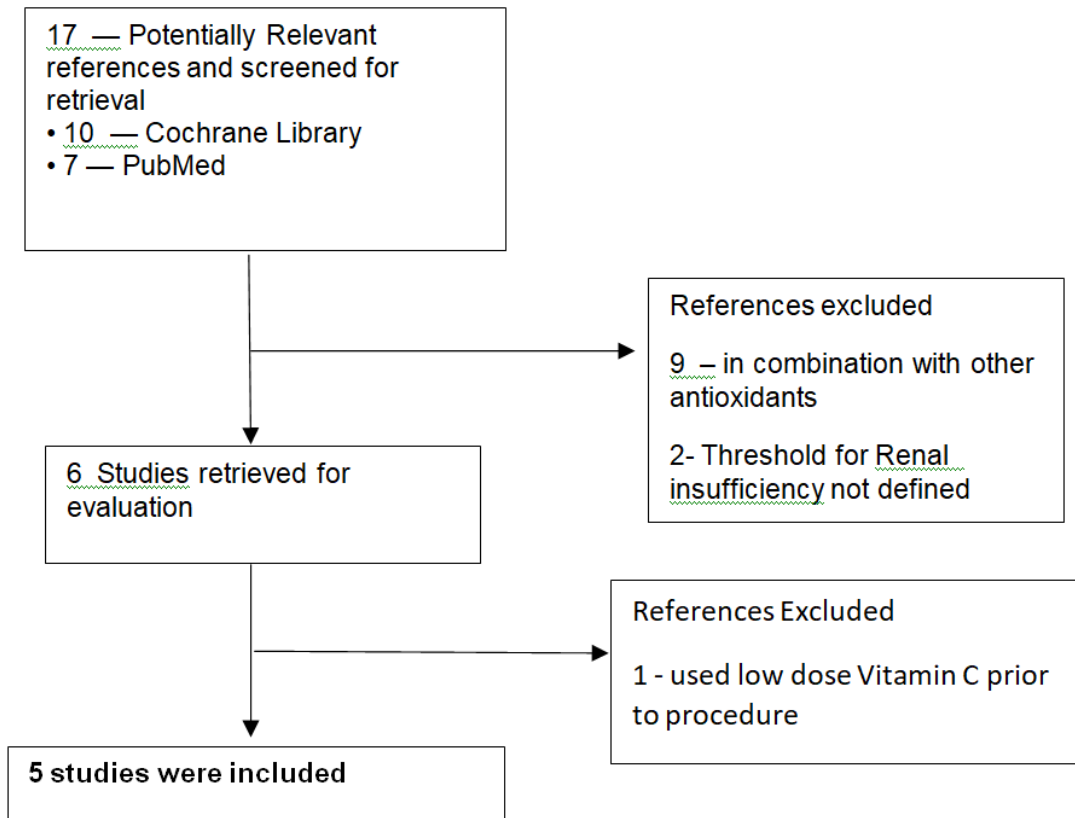 17 — Potentially Relevant
references and screened for
retrieval
• 10 — Cochrane Library
• 7 — PubMed
References excluded
9 – in combination with other
antioxidants
2- Threshold for Renal
insufficiency not defined
6 Studies retrieved for
evaluation
References Excluded
1 - used low dose Vitamin C prior
to procedure
5 studies were included